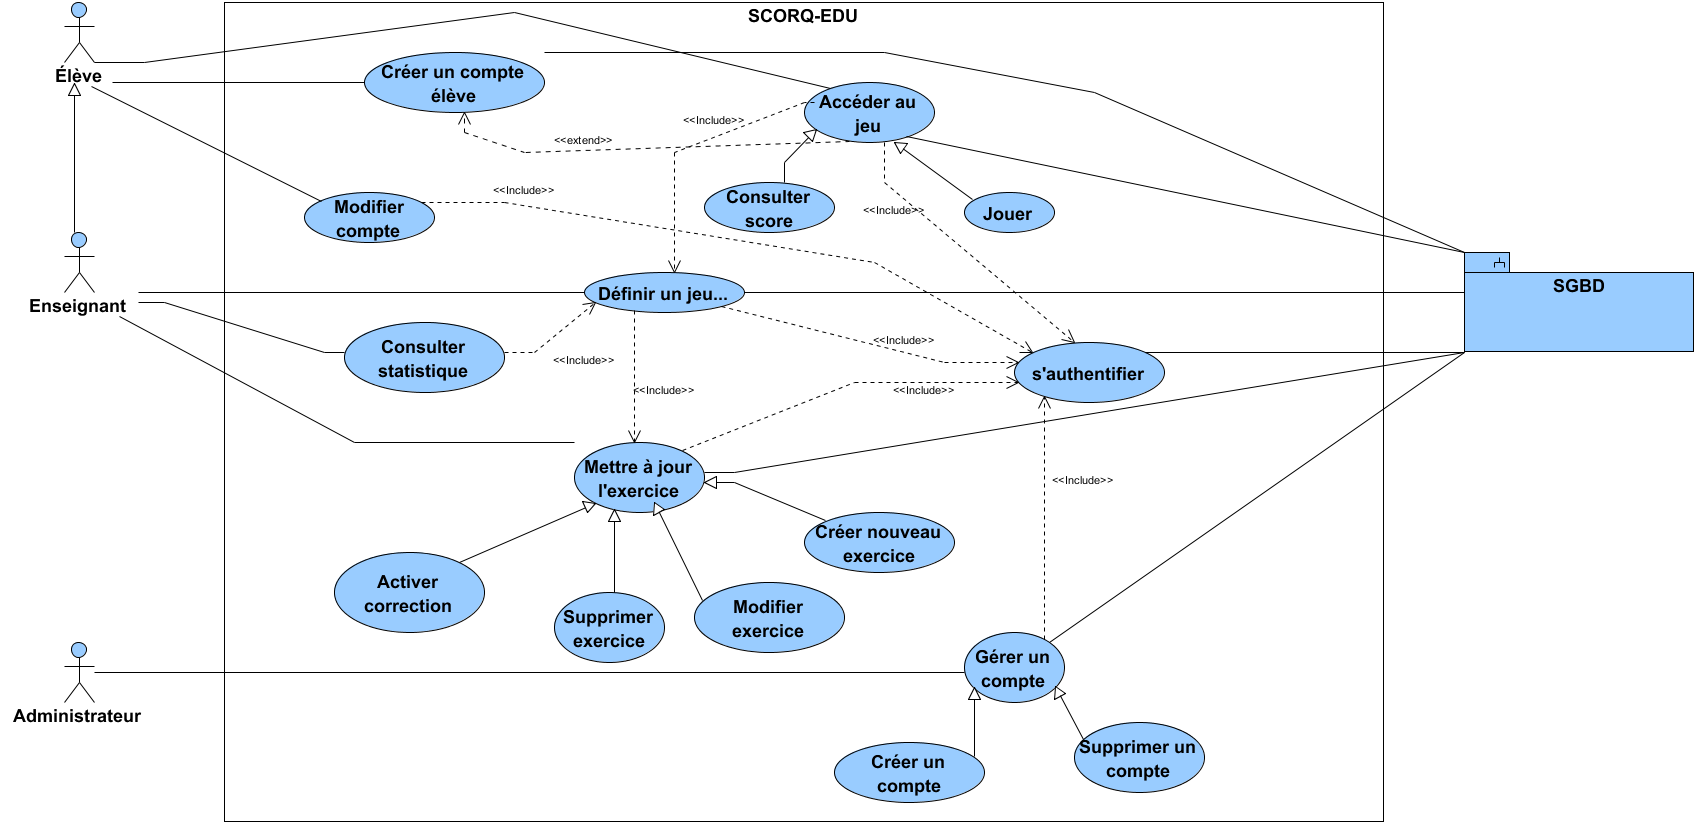 SCORQ-EDU
Élève
Créer un compte
élève
Accéder au
jeu
<<Include>>
<<extend>>
<<Include>>
Modifier
compte
Consulter
score
<<Include>>
Jouer
Enseignant
Définir un jeu...
SGBD
Consulter
statistique
<<Include>>
<<Include>>
s'authentifier
<<Include>>
<<Include>>
Mettre à jour
l'exercice
<<Include>>
Créer nouveau
exercice
Activer
correction
Supprimer
exercice
Modifier
exercice
Gérer un
compte
Administrateur
Créer un
compte
Supprimer un
compte